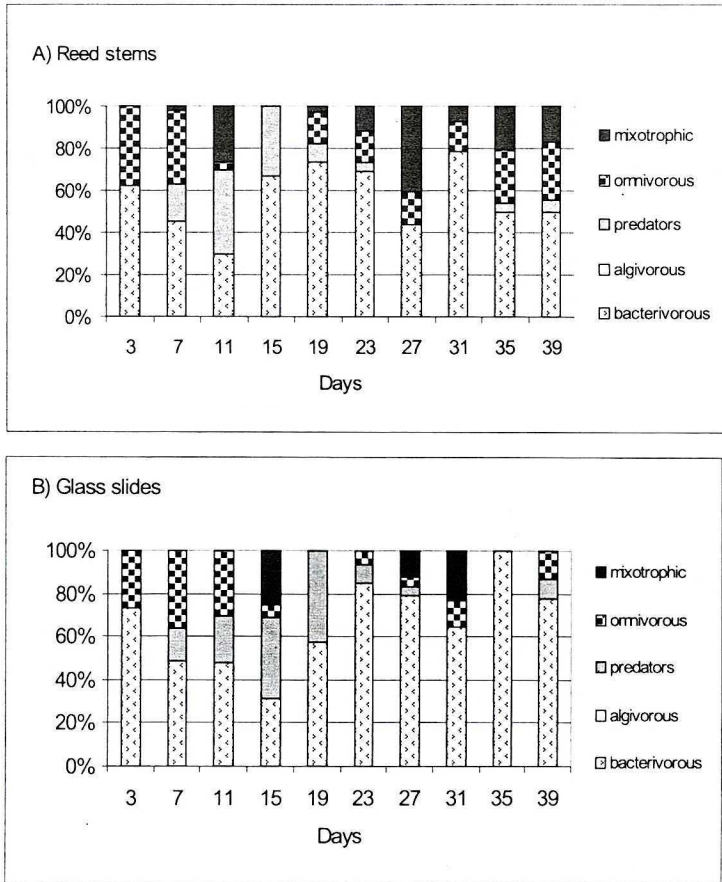 A) Reed stems
100%
80%
60%
40%
20%
0%
3 7 11 15 19 23 27 31 35 39
Days
mixotrophic
omnivorous
predators
algivorous
bacterivorous
B) Glass slides
100%
80%
60%
40%
20%
0%
3 7 11 15 19 23 27 31 35 39
Days
mixotrophic
omnivorous
predators
algivorous
bacterivorous